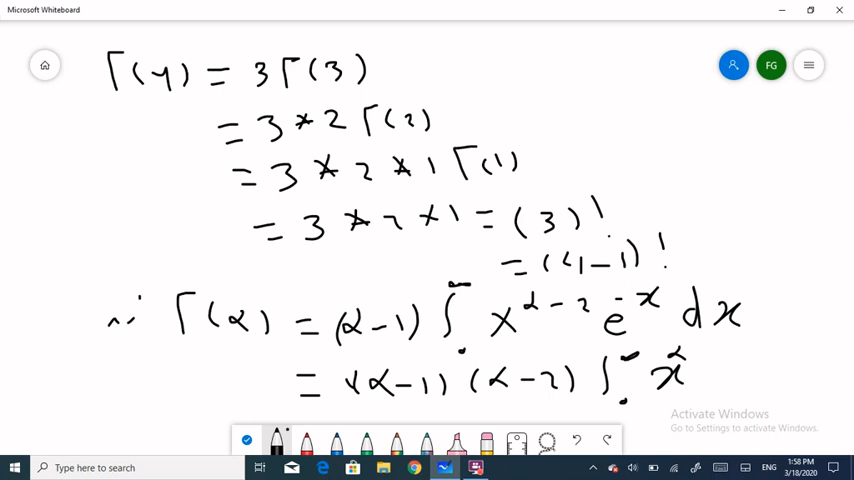 Microsoft Whiteboard
FG
Γ(4) = 3Γ(3)
= 3 * 2 Γ(2)
= 3 * 2 * 1 Γ(1)
= 3 * 2 * 1 = (3)!
= (4-1)!
Γ(α) = (α-1) ∫ x^{α-2} e^{-x} dx
= (α-1) (α-2) ∫ x^{α}
Activate Windows
Go to Settings to activate Windows.
Type here to search
ENG
1:58 PM
3/18/2020